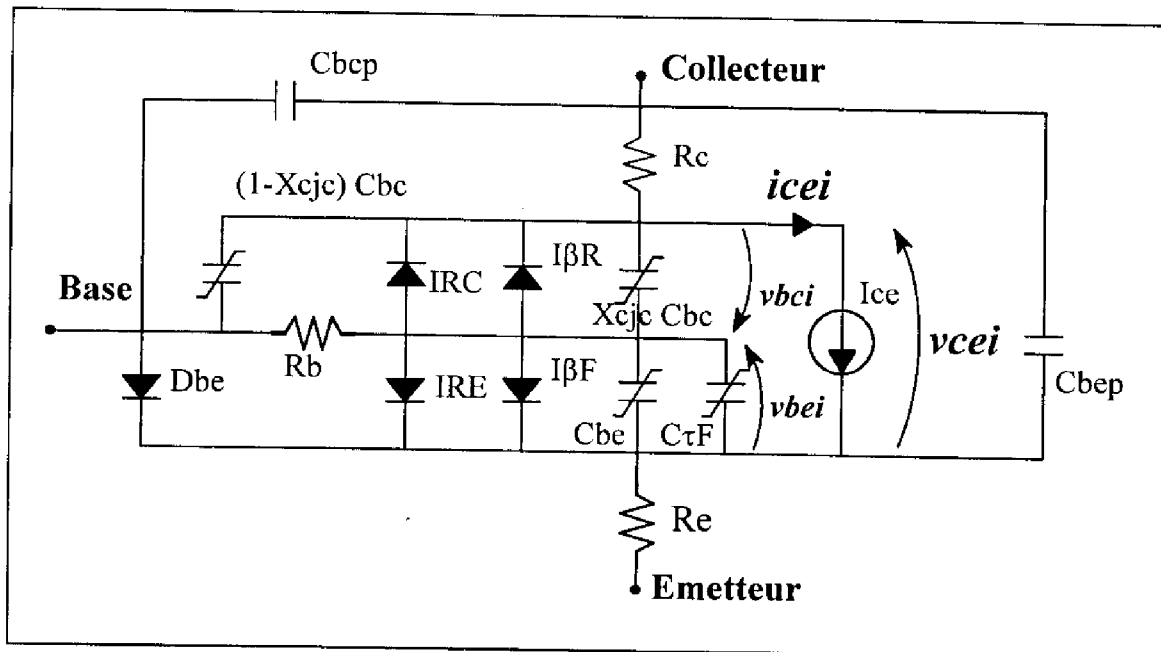 Cbcp
Collecteur
Rc
(1-Xcjc) Cbc
icei
Base
IRC
IβR
vbci
Ice
Xcjc Cbc
vcei
Rb
Dbe
IRE
IβF
vbei
Cbep
Cbe
CτF
Re
Emetteur